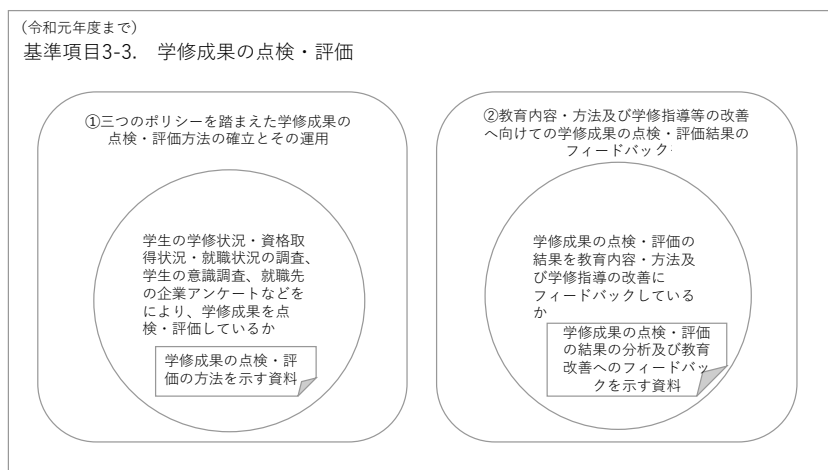 （令和元年度まで）
基準項目3-3.　学修成果の点検・評価
①三つのポリシーを踏まえた学修成果の
点検・評価方法の確立とその運用
学生の学修状況・資格取
得状況・就職状況の調査、
学生の意識調査、就職先
の企業アンケートなどを
により、学修成果を点
検・評価しているか
学修成果の点検・評
価の方法を示す資料
②教育内容・方法及び学修指導等の改善
へ向けての学修成果の点検・評価結果の
フィードバック
学修成果の点検・評価の
結果を教育内容・方法及
び学修指導の改善に
フィードバックしている
か
学修成果の点検・評価
の結果の分析及び教育
改善へのフィードバッ
クを示す資料